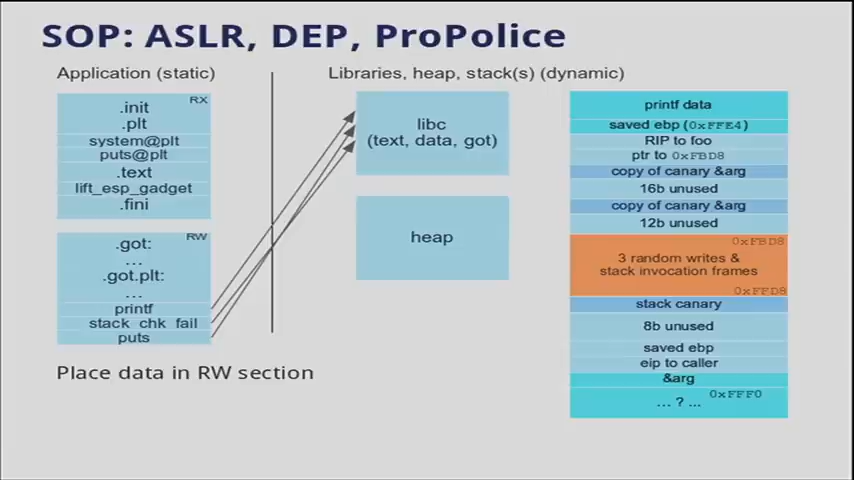 SOP: ASLR, DEP, ProPolice
Application (static)
Libraries, heap, stack(s) (dynamic)
RX
.init
.plt
system@plt
puts@plt
.text
lift_esp_gadget
.fini
RW
.got:
...
.got.plt:
...
printf
stack_chk_fail
puts
Place data in RW section
libc
(text, data, got)
heap
printf data
saved ebp (0xFFE4)
RIP to foo
ptr to 0xFBD8
copy of canary &arg
16b unused
copy of canary &arg
12b unused
0xFBD8
3 random writes &
stack invocation frames
0xFFD8
stack canary
8b unused
saved ebp
eip to caller
&arg
0xFFF0
... ? ...